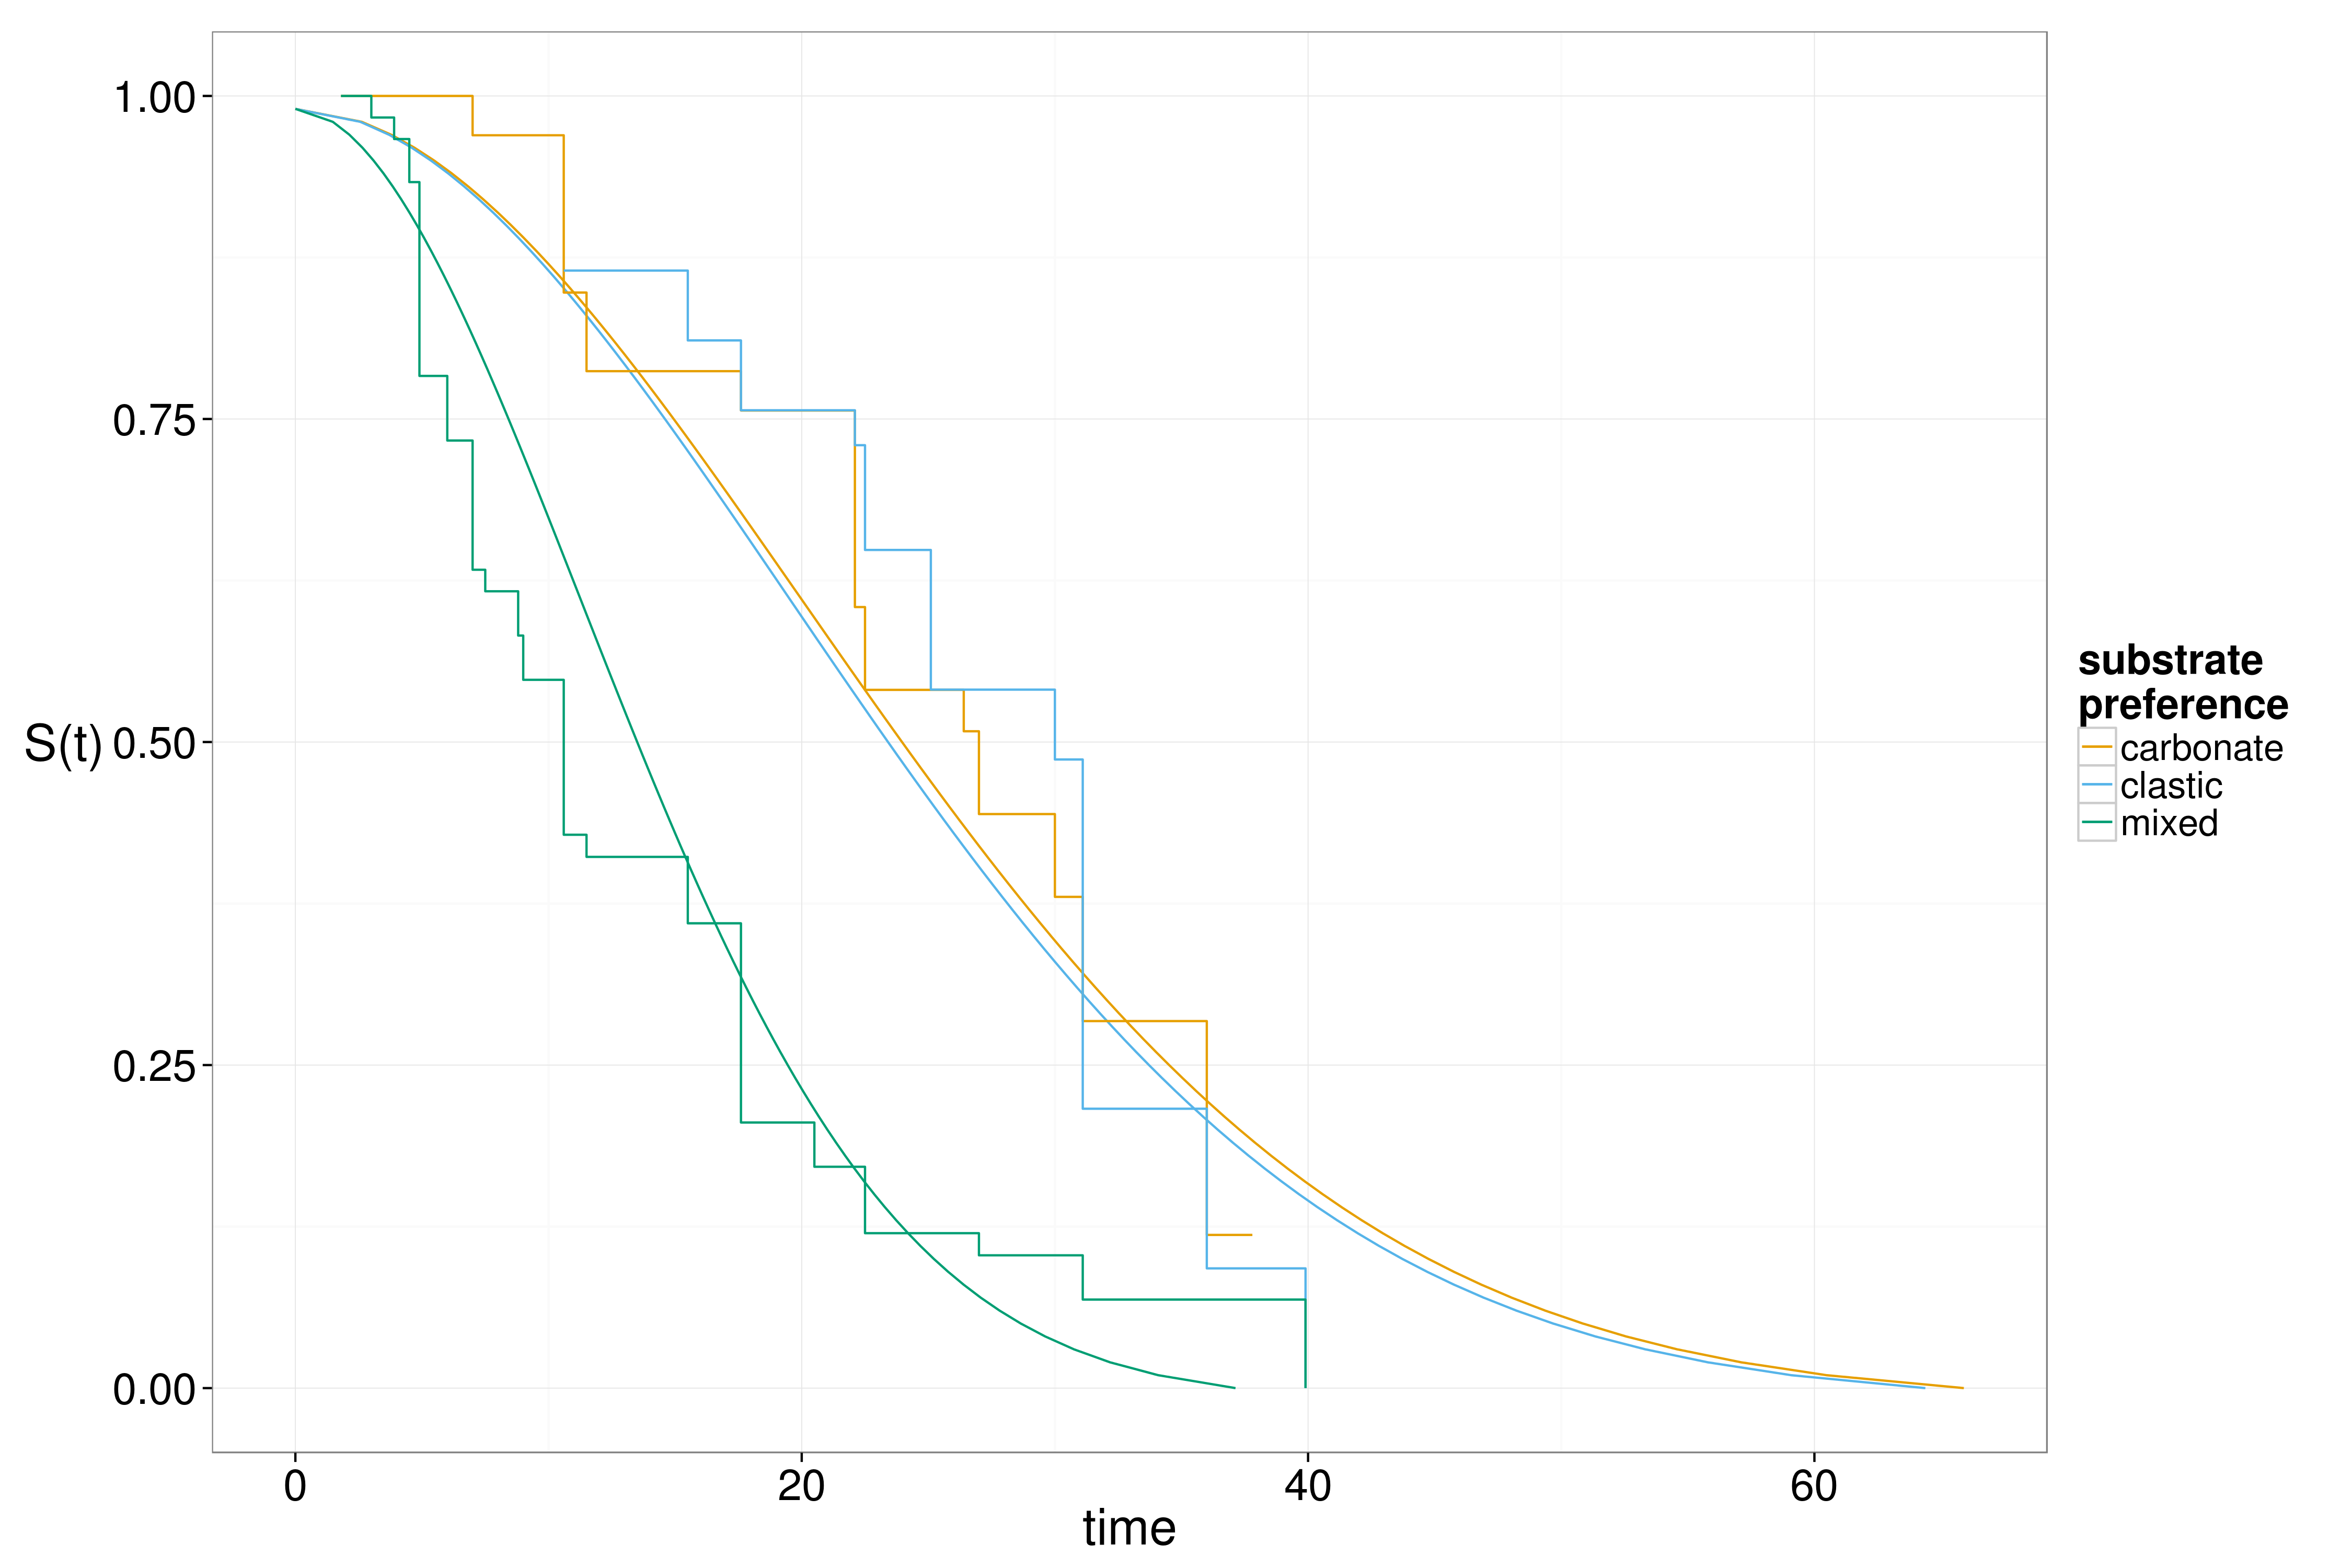 1.00
0.75
S(t) 0.50
0.25
0.00
0 20 40 60
time
substrate
preference
carbonate
clastic
mixed